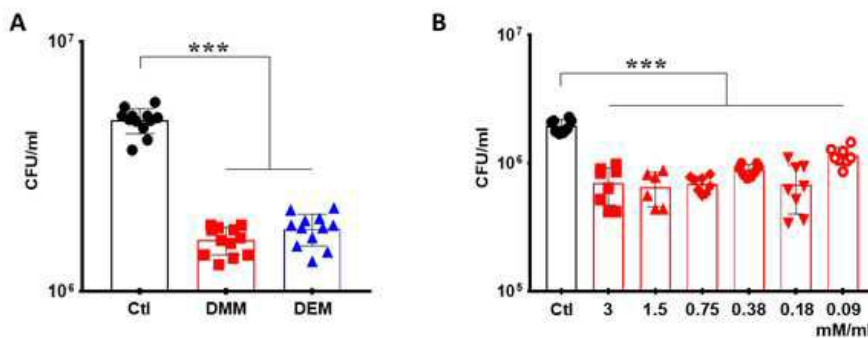 A
B
10⁷
10⁶
CFU/ml
***
Ctl
DMM
DEM
10⁷
10⁶
10⁵
CFU/ml
***
Ctl
3
1.5
0.75
0.38
0.18
0.09